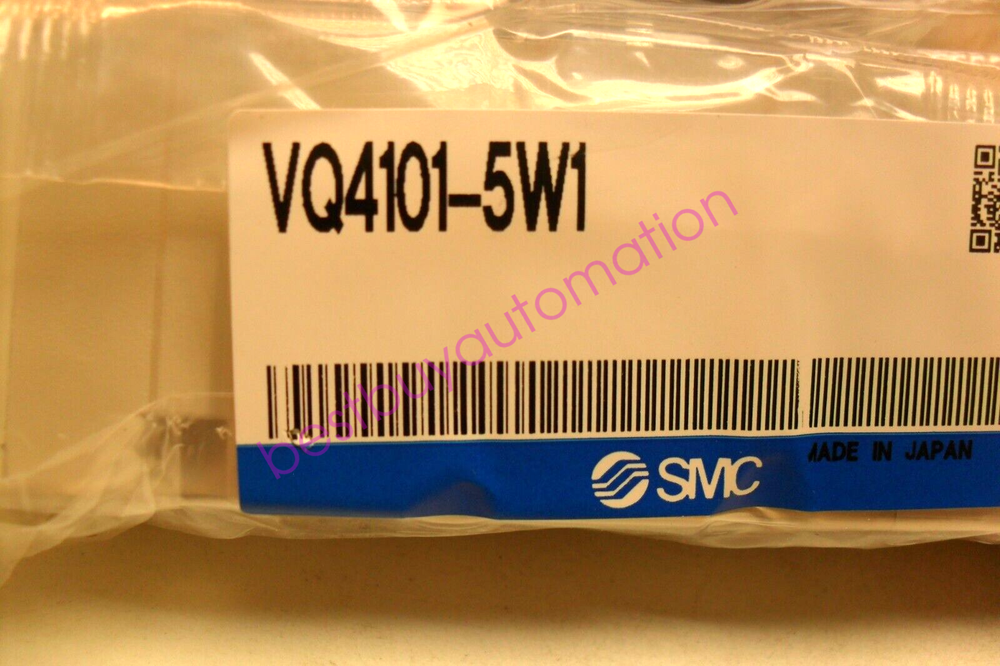 VQ4101-5W1
bestbuyautomation
SMC
MADE IN JAPAN